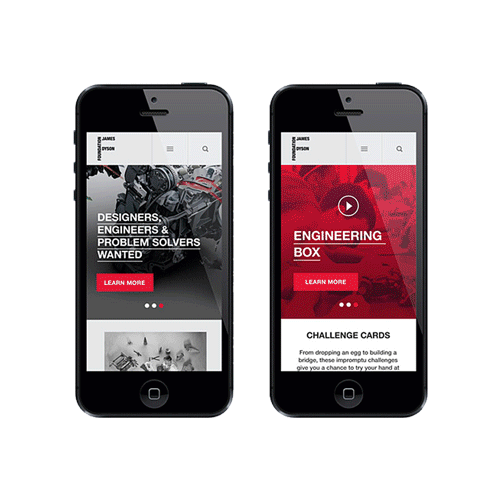 FOUNDATION
JAMES
DYSON
DESIGNERS,
ENGINEERS &
PROBLEM SOLVERS
WANTED
LEARN MORE
FOUNDATION
JAMES
DYSON
ENGINEERING
BOX
LEARN MORE
CHALLENGE CARDS
From dropping an egg to building a
bridge, these impromptu challenges
give you a chance to try your hand at